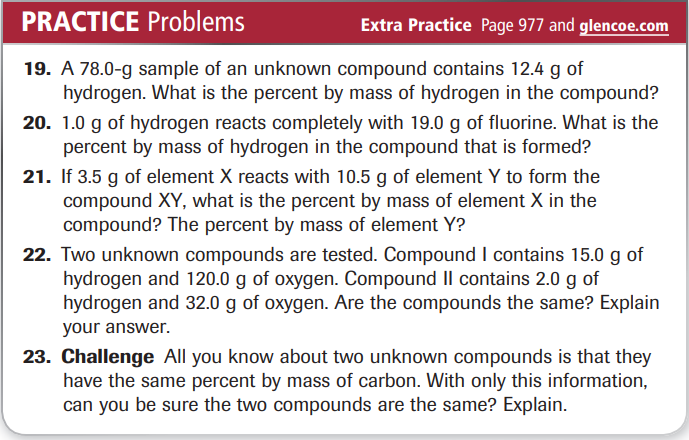 PRACTICE Problems Extra Practice Page 977 and glencoe.com
19. A 78.0-g sample of an unknown compound contains 12.4 g of
hydrogen. What is the percent by mass of hydrogen in the compound?
20. 1.0 g of hydrogen reacts completely with 19.0 g of fluorine. What is the
percent by mass of hydrogen in the compound that is formed?
21. If 3.5 g of element X reacts with 10.5 g of element Y to form the
compound XY, what is the percent by mass of element X in the
compound? The percent by mass of element Y?
22. Two unknown compounds are tested. Compound I contains 15.0 g of
hydrogen and 120.0 g of oxygen. Compound II contains 2.0 g of
hydrogen and 32.0 g of oxygen. Are the compounds the same? Explain
your answer.
23. Challenge All you know about two unknown compounds is that they
have the same percent by mass of carbon. With only this information,
can you be sure the two compounds are the same? Explain.